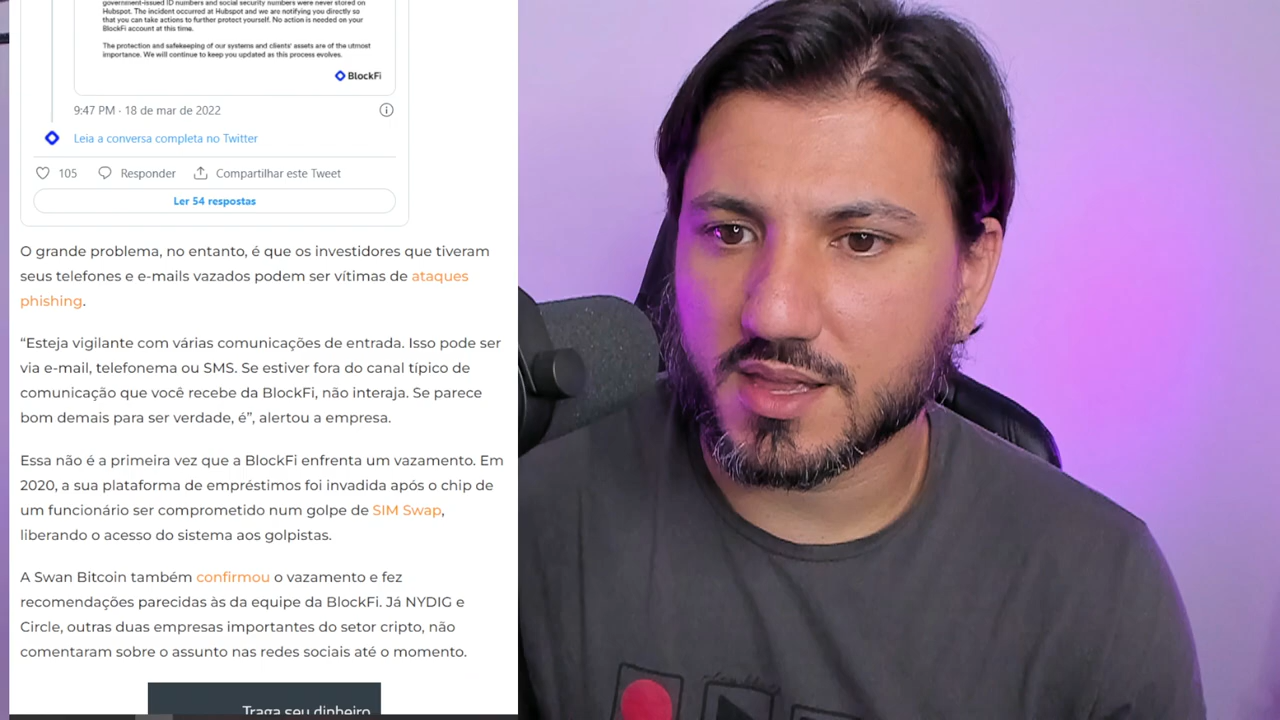 government-issued ID numbers and social security numbers were never stored on
Hubspot. The incident occurred at Hubspot and we are notifying you directly so
that you can take actions to further protect yourself. No action is needed on your
BlockFi account at this time.
The protection and safekeeping of our systems and clients' assets are of the utmost
importance. We will continue to keep you updated as this process evolves.
BlockFi
9:47 PM · 18 de mar de 2022
Leia a conversa completa no Twitter
105 Responder Compartilhar este Tweet
Ler 54 respostas
O grande problema, no entanto, é que os investidores que tiveram
seus telefones e e-mails vazados podem ser vítimas de ataques
phishing.
“Esteja vigilante com várias comunicações de entrada. Isso pode ser
via e-mail, telefonema ou SMS. Se estiver fora do canal típico de
comunicação que você recebe da BlockFi, não interaja. Se parece
bom demais para ser verdade, é”, alertou a empresa.
Essa não é a primeira vez que a BlockFi enfrenta um vazamento. Em
2020, a sua plataforma de empréstimos foi invadida após o chip de
um funcionário ser comprometido num golpe de SIM Swap,
liberando o acesso do sistema aos golpistas.
A Swan Bitcoin também confirmou o vazamento e fez
recomendações parecidas às da equipe da BlockFi. Já NYDIG e
Circle, outras duas empresas importantes do setor cripto, não
comentaram sobre o assunto nas redes sociais até o momento.
Traga seu dinheiro